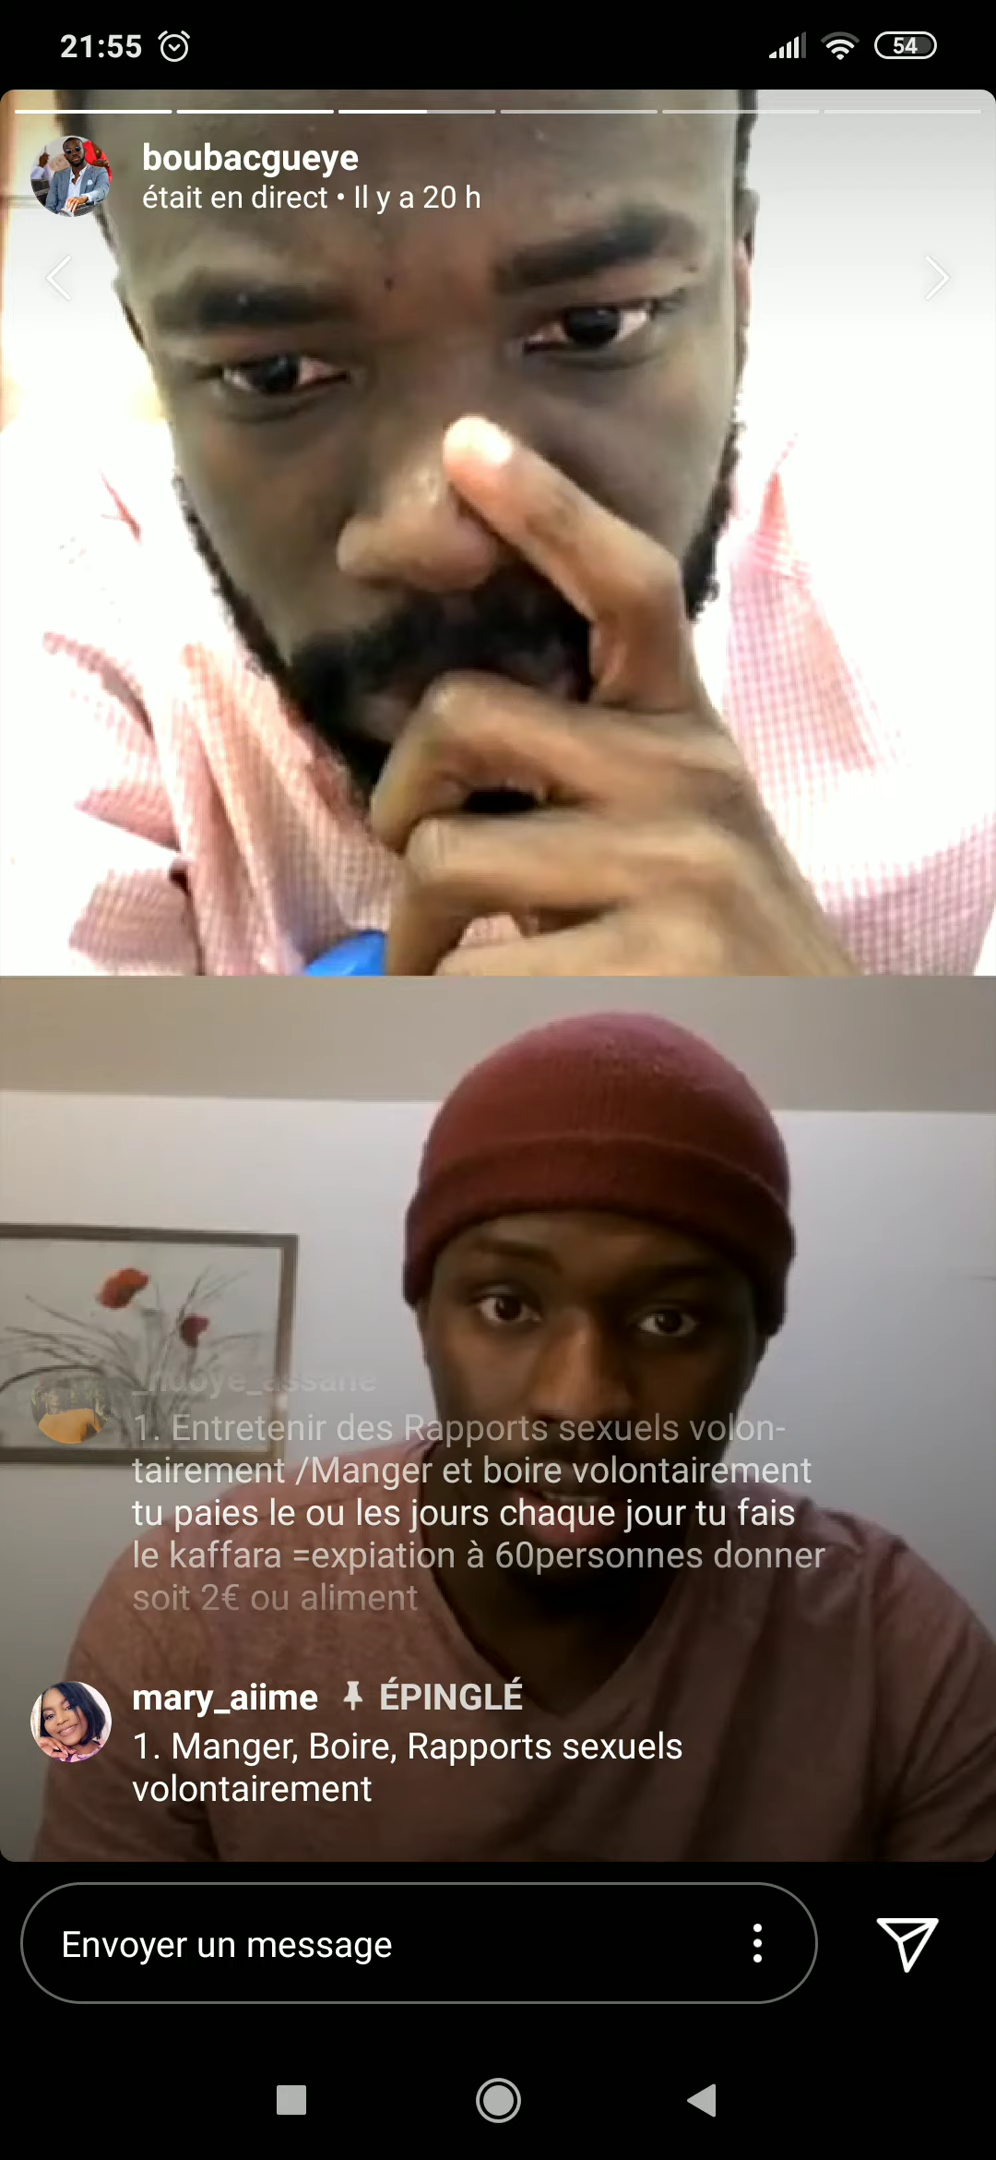 21:55
54
boubacgueye
était en direct • Il y a 20 h
_ndoye_assane
1. Entretenir des Rapports sexuels volon-
tairement /Manger et boire volontairement
tu paies le ou les jours chaque jour tu fais
le kaffara =expiation à 60personnes donner
soit 2€ ou aliment
mary_aiime ÉPINGLÉ
1. Manger, Boire, Rapports sexuels
volontairement
Envoyer un message